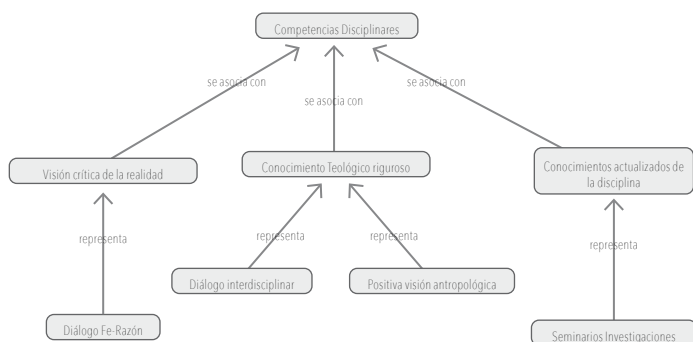 Competencias Disciplinares
se asocia con
se asocia con
se asocia con
Visión crítica de la realidad
Conocimiento Teológico riguroso
Conocimientos actualizados de
la disciplina
representa
representa
representa
representa
Diálogo interdisciplinar
Positiva visión antropológica
Diálogo Fe-Razón
Seminarios Investigaciones